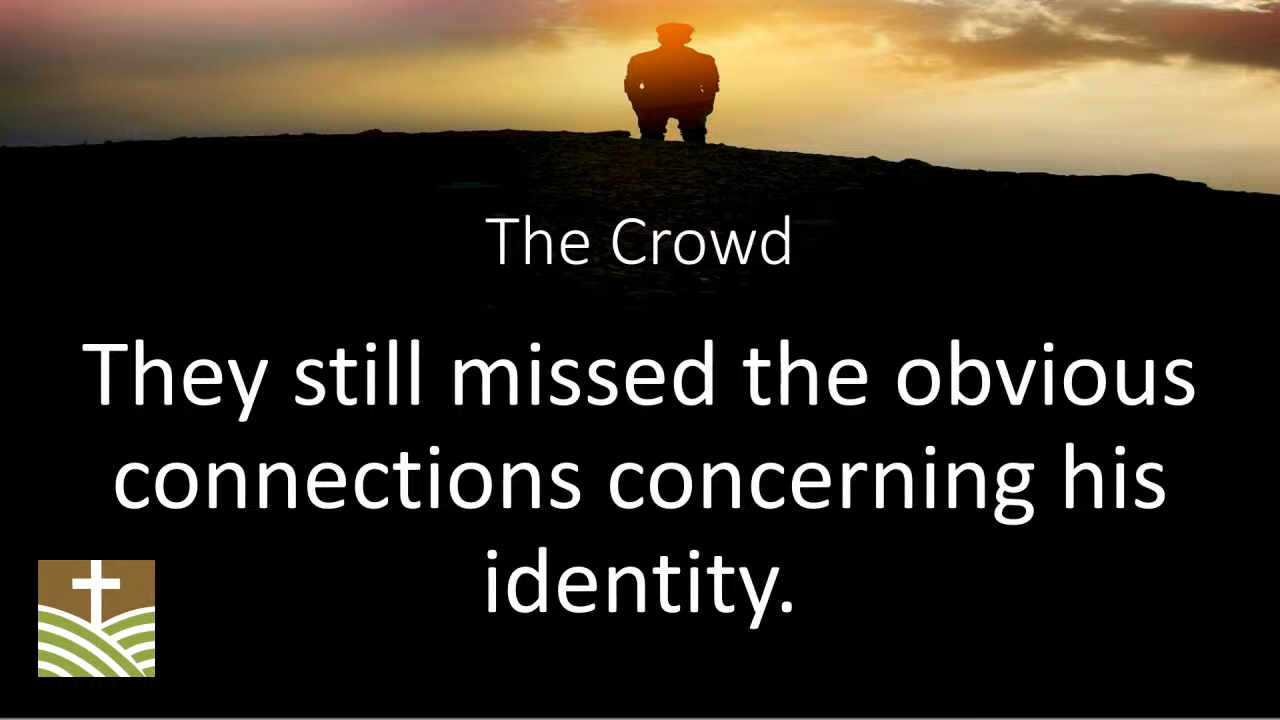 The Crowd
They still missed the obvious
connections concerning his
identity.